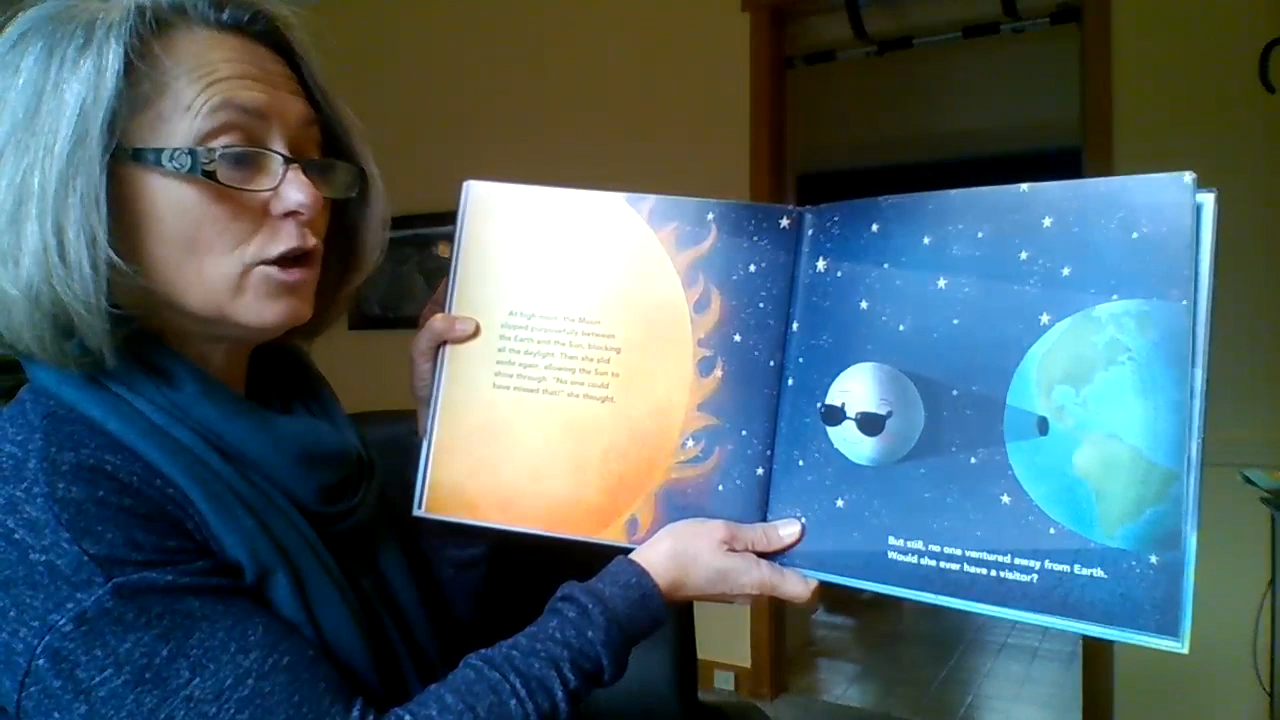 At high noon, the Moon
slipped purposefully between
the Earth and the Sun, blocking
all the daylight. Then she slid
aside again, allowing the Sun to
shine through. "No one could
have missed that!" she thought.
But still, no one ventured away from Earth.
Would she ever have a visitor?